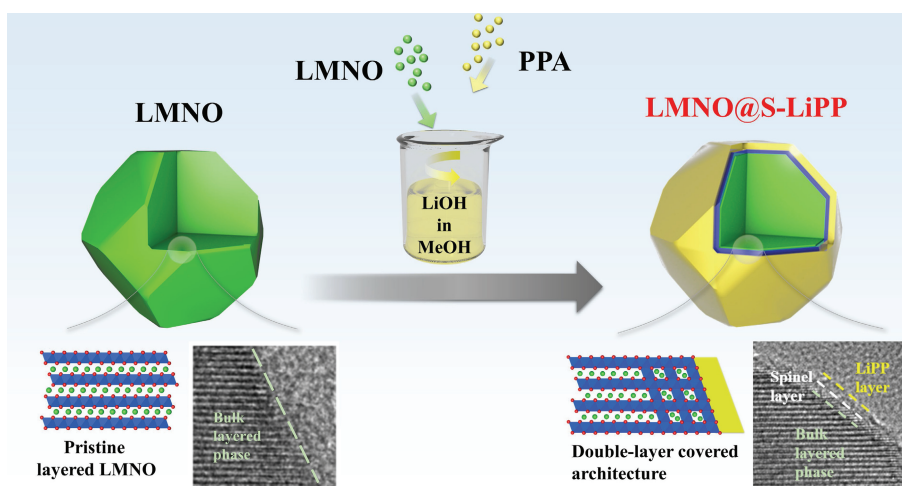 LMNO
PPA
LMNO
LMNO@S-LiPP
LiOH
in
MeOH
Bulk
layered
phase
Pristine
layered LMNO
Spinel
layer
LiPP
layer
Bulk
layered
phase
Double-layer covered
architecture